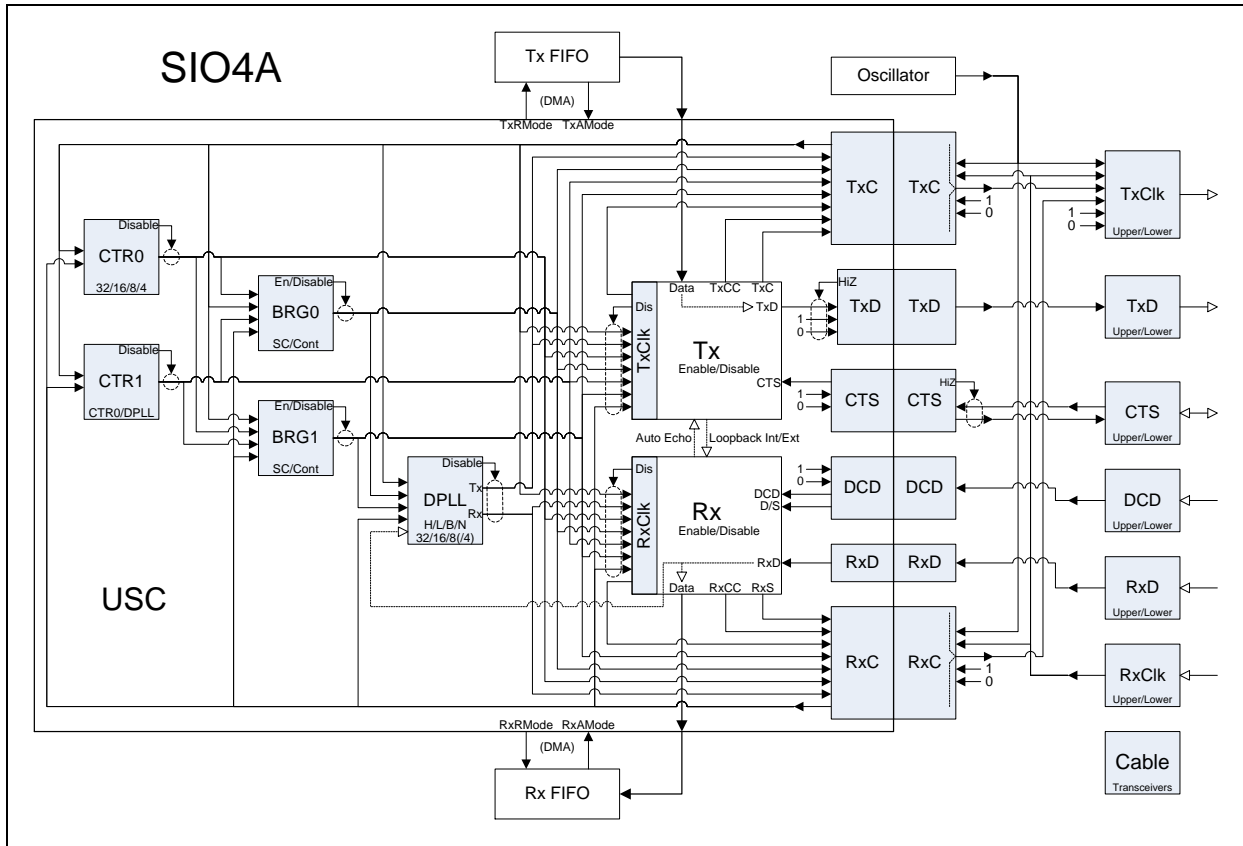 SIO4A
Tx FIFO
(DMA)
TxRMode TxAMode
Oscillator
TxC
TxC
1
0
TxClk
1
0
Upper/Lower
Disable
CTR0
32/16/8/4
En/Disable
BRG0
SC/Cont
Disable
CTR1
CTR0/DPLL
En/Disable
BRG1
SC/Cont
Disable
Tx
DPLL
Rx
H/L/B/N
32/16/8(/4)
Data TxCC TxC
Dis
TxD
TxClk
Tx
Enable/Disable
CTS
HiZ
1
0
TxD
TxD
TxD
Upper/Lower
1
0
CTS
CTS
HiZ
CTS
Upper/Lower
Auto Echo
Loopback Int/Ext
Dis
RxClk
Rx
Enable/Disable
DCD
D/S
RxD
Data RxCC RxS
1
0
DCD
DCD
DCD
Upper/Lower
RxD
RxD
RxD
Upper/Lower
RxC
RxC
1
0
RxClk
Upper/Lower
USC
RxRMode RxAMode
(DMA)
Rx FIFO
Cable
Transceivers